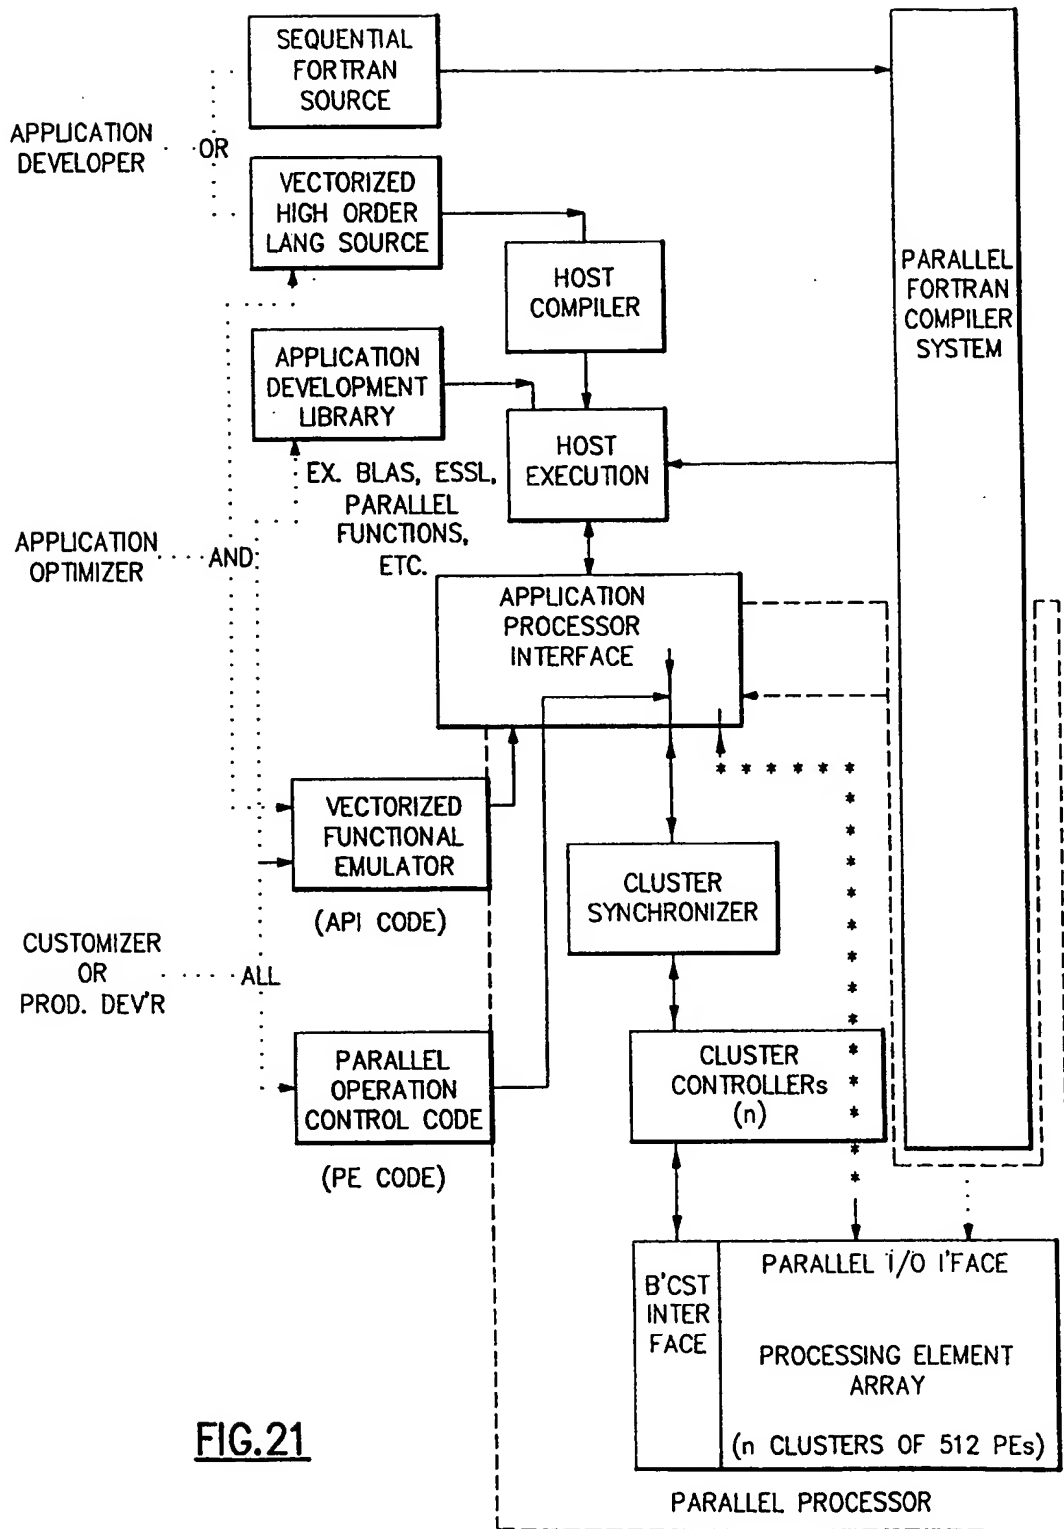 SEQUENTIAL
FORTRAN
SOURCE
APPLICATION
DEVELOPER
OR
VECTORIZED
HIGH ORDER
LANG SOURCE
HOST
COMPILER
PARALLEL
FORTRAN
COMPILER
SYSTEM
APPLICATION
DEVELOPMENT
LIBRARY
HOST
EXECUTION
EX. BLAS, ESSL,
PARALLEL
FUNCTIONS,
ETC.
APPLICATION
OPTIMIZER
AND
APPLICATION
PROCESSOR
INTERFACE
VECTORIZED
FUNCTIONAL
EMULATOR
(API CODE)
CLUSTER
SYNCHRONIZER
CUSTOMIZER
OR
PROD. DEV'R
ALL
PARALLEL
OPERATION
CONTROL CODE
(PE CODE)
CLUSTER
CONTROLLERs
(n)
B'CST
INTER
FACE
PARALLEL I/O I'FACE
PROCESSING ELEMENT
ARRAY
(n CLUSTERS OF 512 PEs)
FIG.21
PARALLEL PROCESSOR